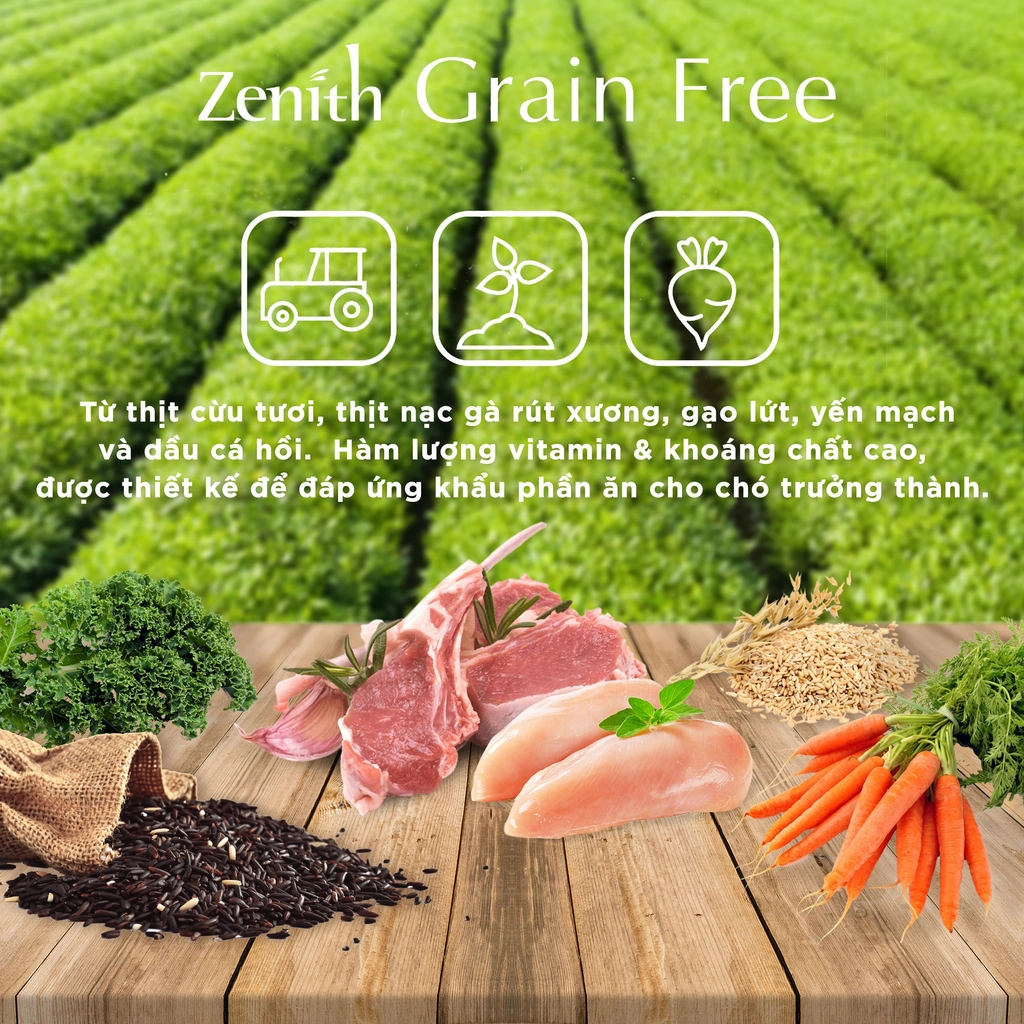 Zenith Grain Free
Từ thịt cừu tươi, thịt nạc gà rút xương, gạo lứt, yến mạch
và dầu cá hồi. Hàm lượng vitamin & khoáng chất cao,
được thiết kế để đáp ứng khẩu phần ăn cho chó trưởng thành.